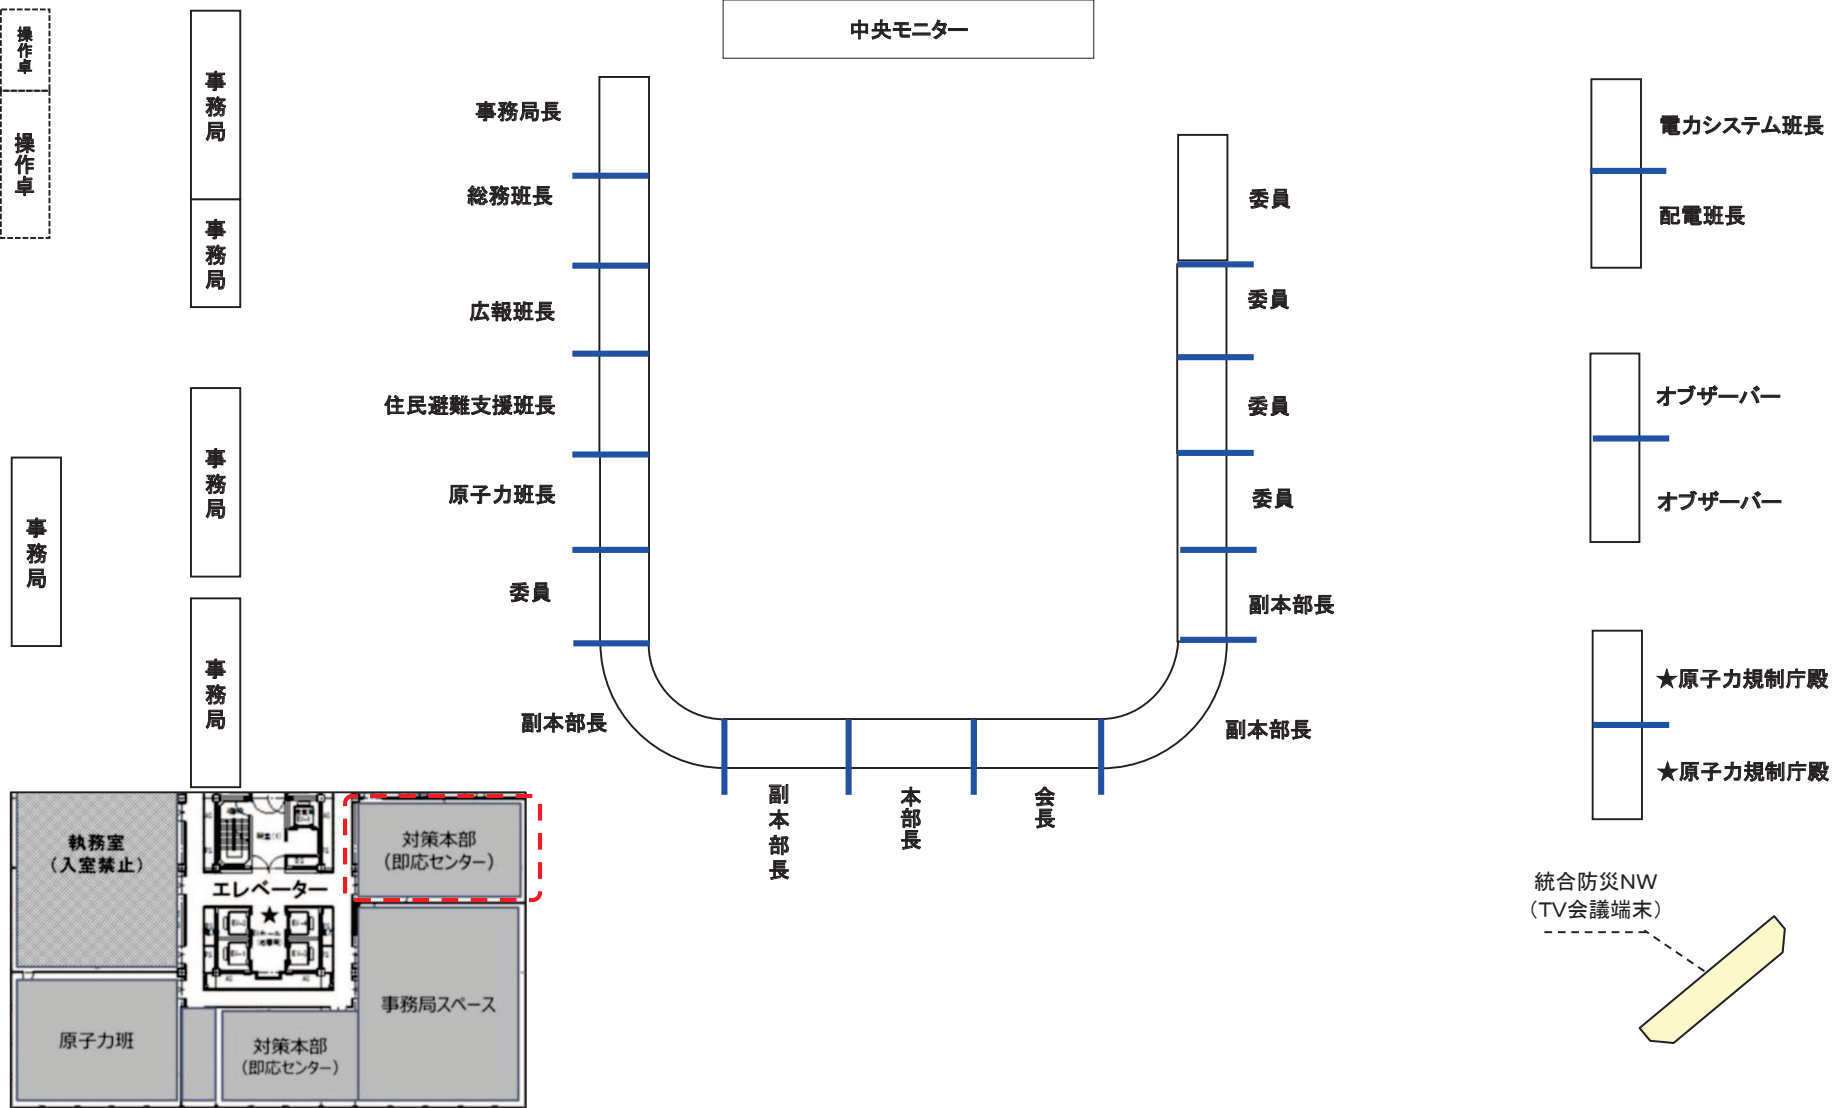 中央モニター
操作卓
操作卓
事務局
事務局
事務局
事務局
事務局
事務局長
総務班長
広報班長
住民避難支援班長
原子力班長
委員
副本部長
副本部長
本部長
会長
副本部長
副本部長
委員
委員
委員
委員
電力システム班長
配電班長
オブザーバー
オブザーバー
★原子力規制庁殿
★原子力規制庁殿
統合防災NW
（TV会議端末）
執務室
（入室禁止）
エレベーター
★
対策本部
（即応センター）
事務局スペース
原子力班
対策本部
（即応センター）